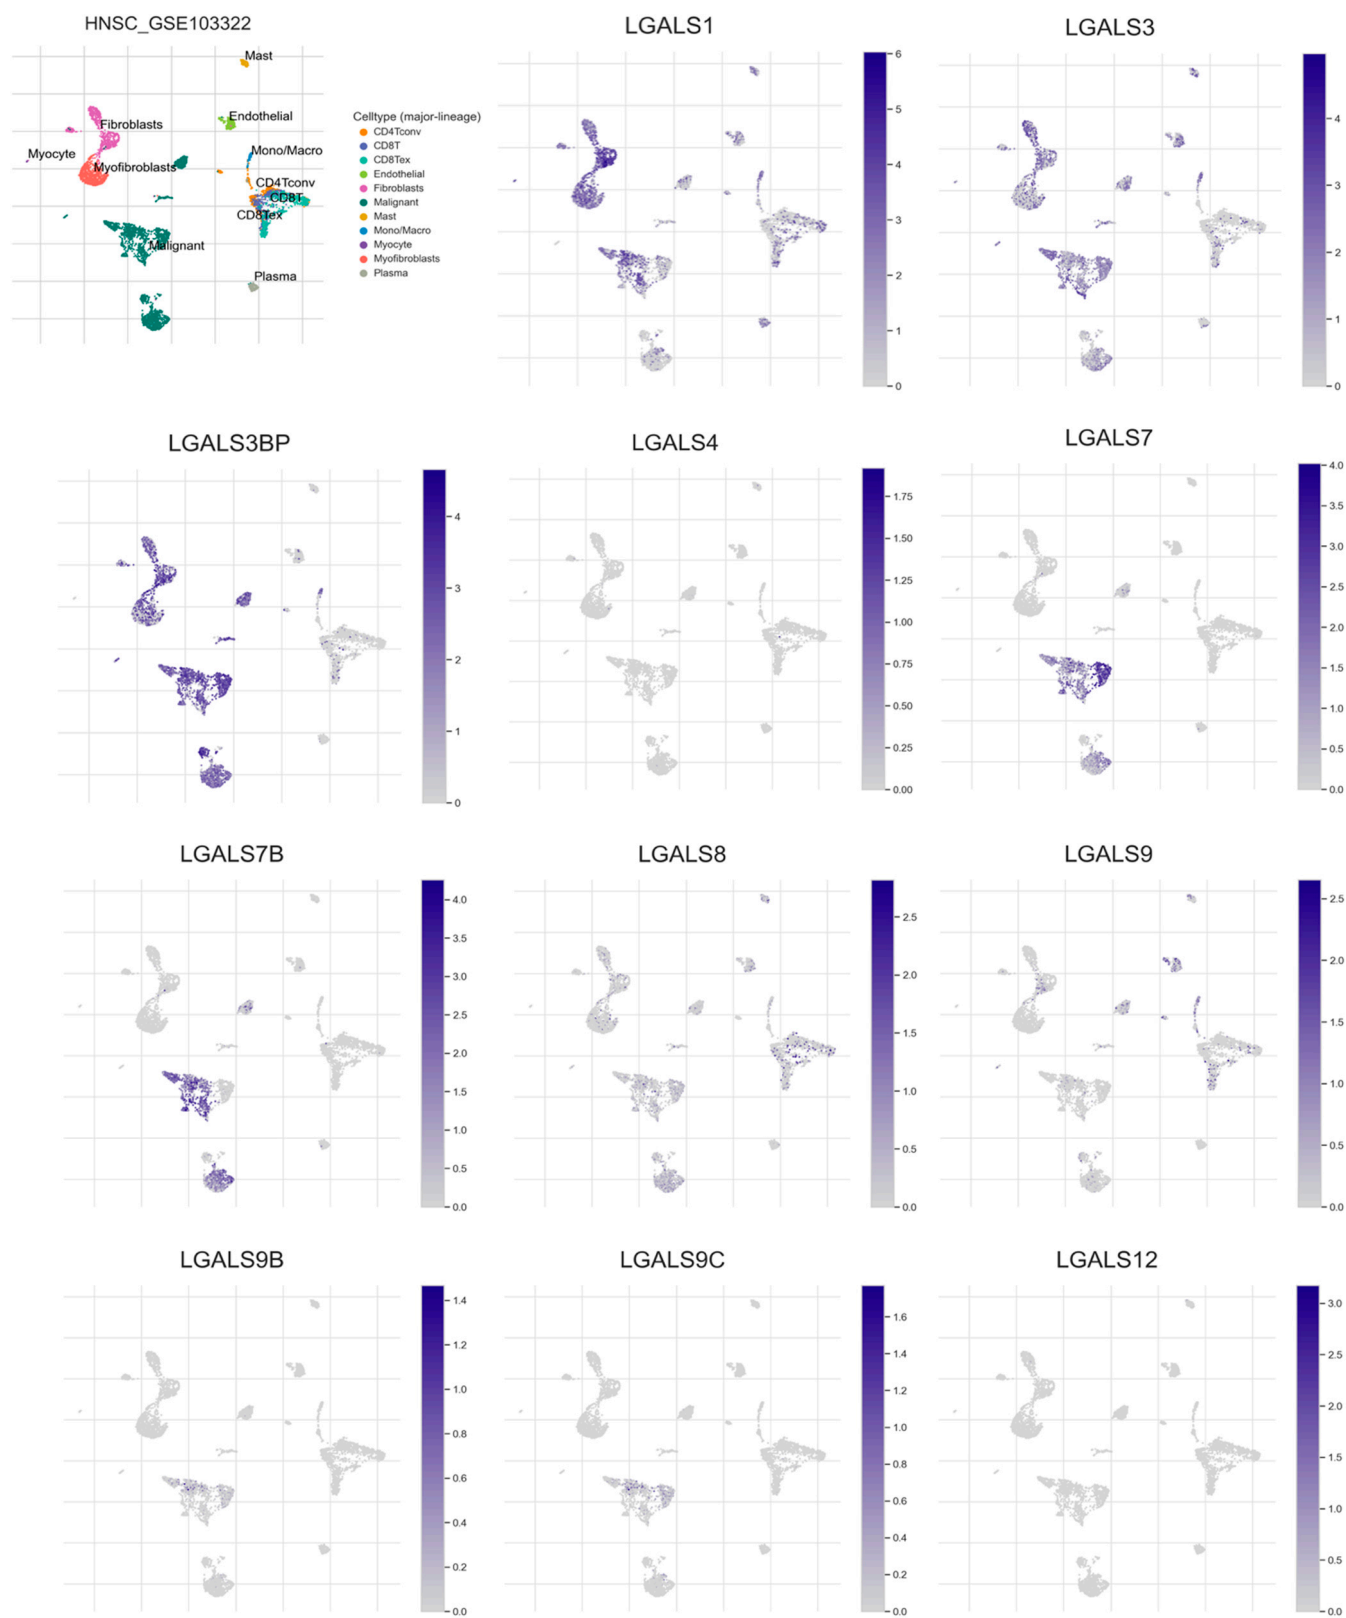 HNSC_GSE103322
Mast
Fibroblasts
Endothelial
Myocyte
Myofibroblasts
Mono/Macro
CD4Tconv
CD8T
CD8Tex
Malignant
Plasma
Celltype (major-lineage)
CD4Tconv
CD8T
CD8Tex
Endothelial
Fibroblasts
Malignant
Mast
Mono/Macro
Myocyte
Myofibroblasts
Plasma
LGALS1
6
5
4
3
2
1
0
LGALS3
4
3
2
1
0
LGALS3BP
4
3
2
1
0
LGALS4
1.75
1.50
1.25
1.00
0.75
0.50
0.25
0.00
LGALS7
4.0
3.5
3.0
2.5
2.0
1.5
1.0
0.5
0.0
LGALS7B
4.0
3.5
3.0
2.5
2.0
1.5
1.0
0.5
0.0
LGALS8
2.5
2.0
1.5
1.0
0.5
0.0
LGALS9
2.5
2.0
1.5
1.0
0.5
0.0
LGALS9B
1.4
1.2
1.0
0.8
0.6
0.4
0.2
0.0
LGALS9C
1.6
1.4
1.2
1.0
0.8
0.6
0.4
0.2
0.0
LGALS12
3.0
2.5
2.0
1.5
1.0
0.5
0.0